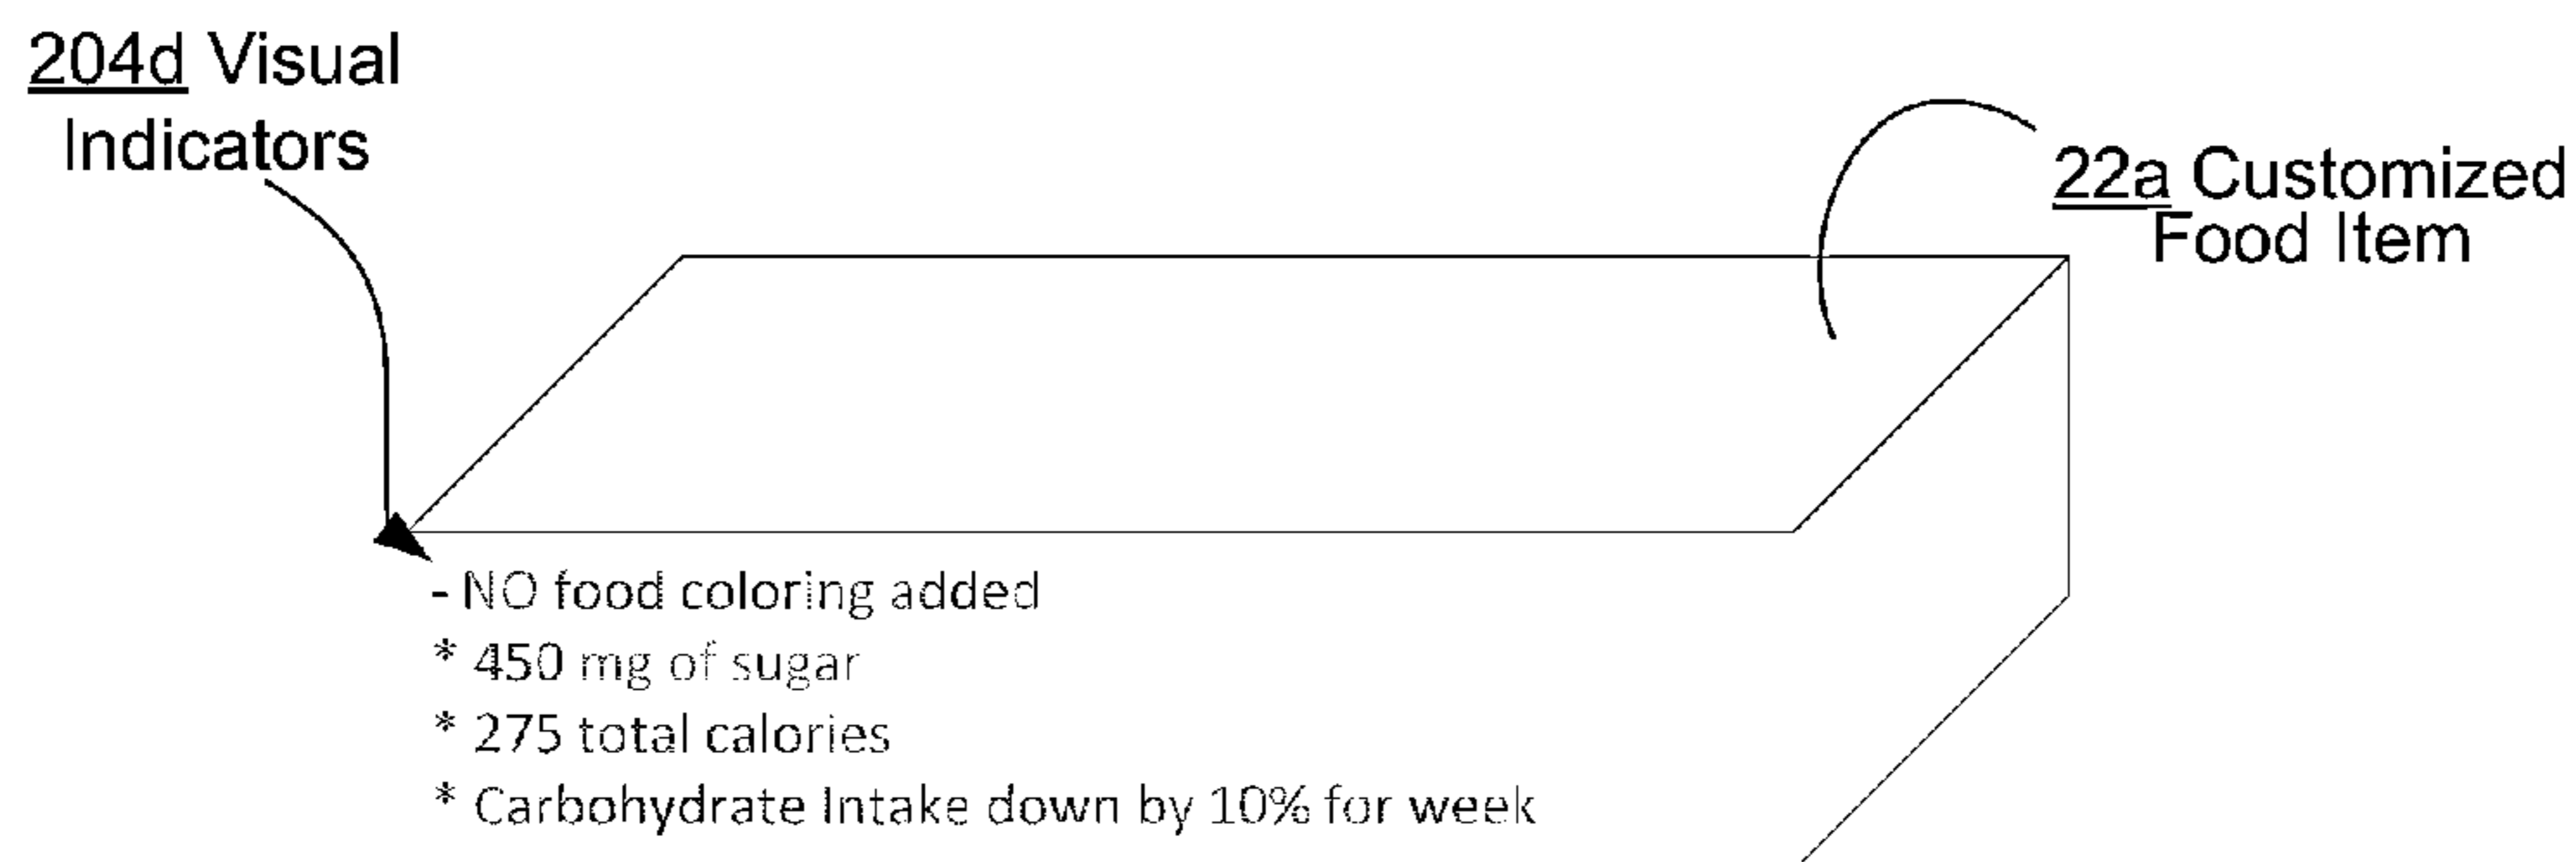 204d Visual
Indicators
22a Customized
Food Item
- NO food coloring added
* 450 mg of sugar
* 275 total calories
* Carbohydrate Intake down by 10% for week